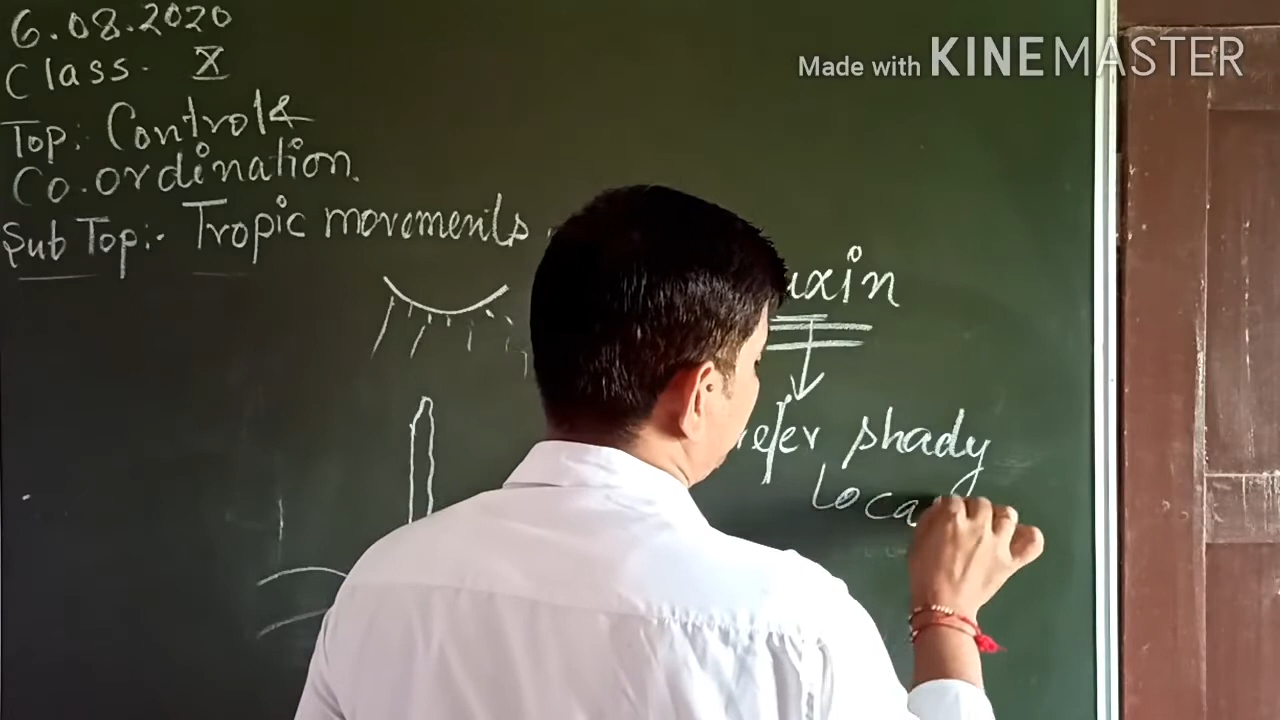 6.08.2020
Class - X
Top: Control &
Co.ordination.
Sub Top:- Tropic movements
Made with KINEMASTER
uxin
refer shady
loca